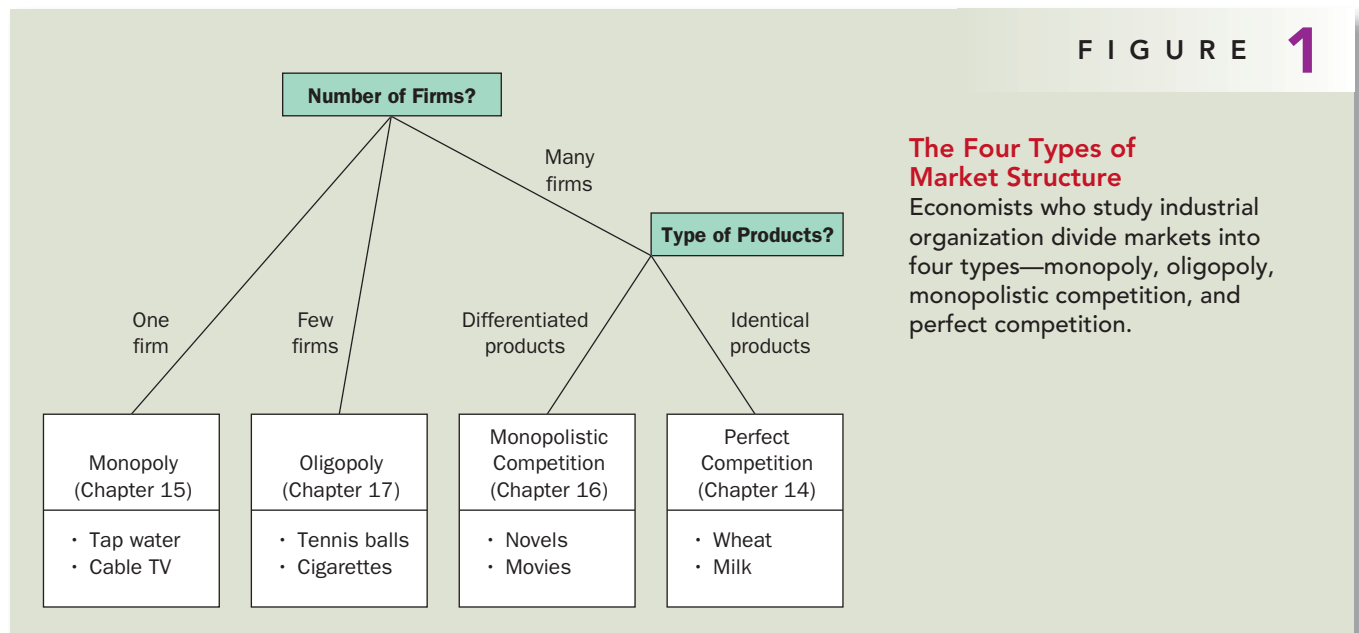 FIGURE 1
Number of Firms?
The Four Types of
Market Structure
Economists who study industrial
organization divide markets into
four types—monopoly, oligopoly,
monopolistic competition, and
perfect competition.
Many
firms
Type of Products?
One
firm
Few
firms
Differentiated
products
Identical
products
Monopoly
(Chapter 15)
• Tap water
• Cable TV
Oligopoly
(Chapter 17)
• Tennis balls
• Cigarettes
Monopolistic
Competition
(Chapter 16)
• Novels
• Movies
Perfect
Competition
(Chapter 14)
• Wheat
• Milk